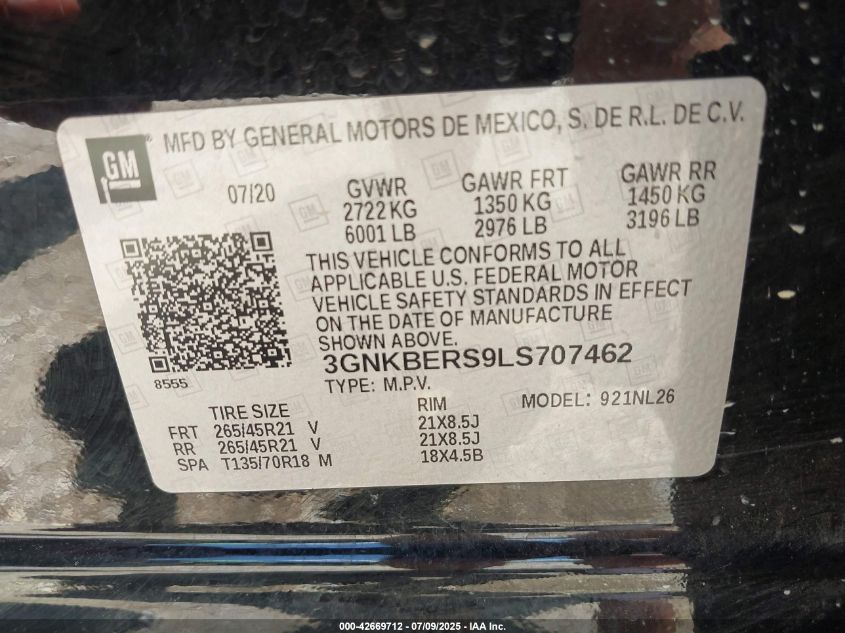 MFD BY GENERAL MOTORS DE MEXICO, S. DE R.L. DE C.V.
GM
07/20
GVWR GAWR FRT GAWR RR
2722 KG 1350 KG 1450 KG
6001 LB 2976 LB 3196 LB
THIS VEHICLE CONFORMS TO ALL
APPLICABLE U.S. FEDERAL MOTOR
VEHICLE SAFETY STANDARDS IN EFFECT
ON THE DATE OF MANUFACTURE
SHOWN ABOVE.
3GNKBERS9LS707462
8555
TYPE: M.P.V. MODEL: 921NL26
TIRE SIZE RIM
FRT 265/45R21 V 21X8.5J
RR 265/45R21 V 21X8.5J
SPA T135/70R18 M 18X4.5B
000-42669712 - 07/09/2025 - IAA Inc.